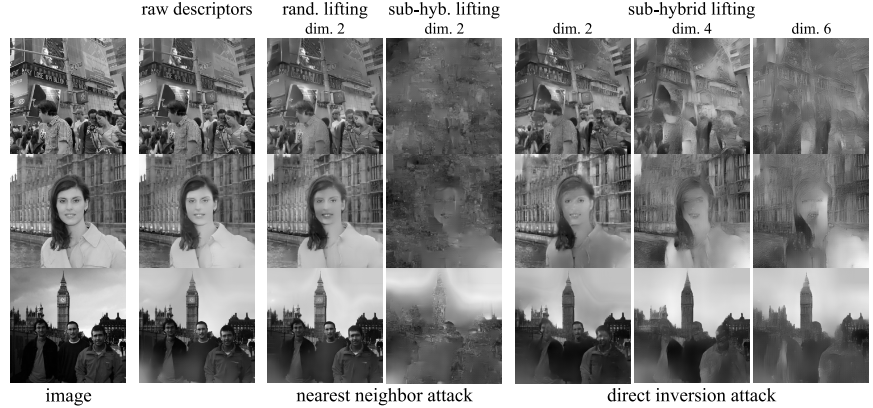 raw descriptors
rand. lifting
sub-hyb. lifting
sub-hybrid lifting
dim. 2
dim. 2
dim. 2
dim. 4
dim. 6
image
nearest neighbor attack
direct inversion attack